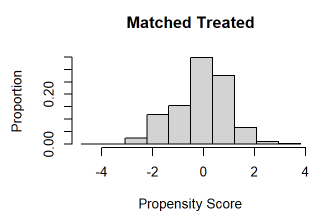 Matched Treated
Proportion
0.20
0.00
-4 -2 0 2 4
Propensity Score